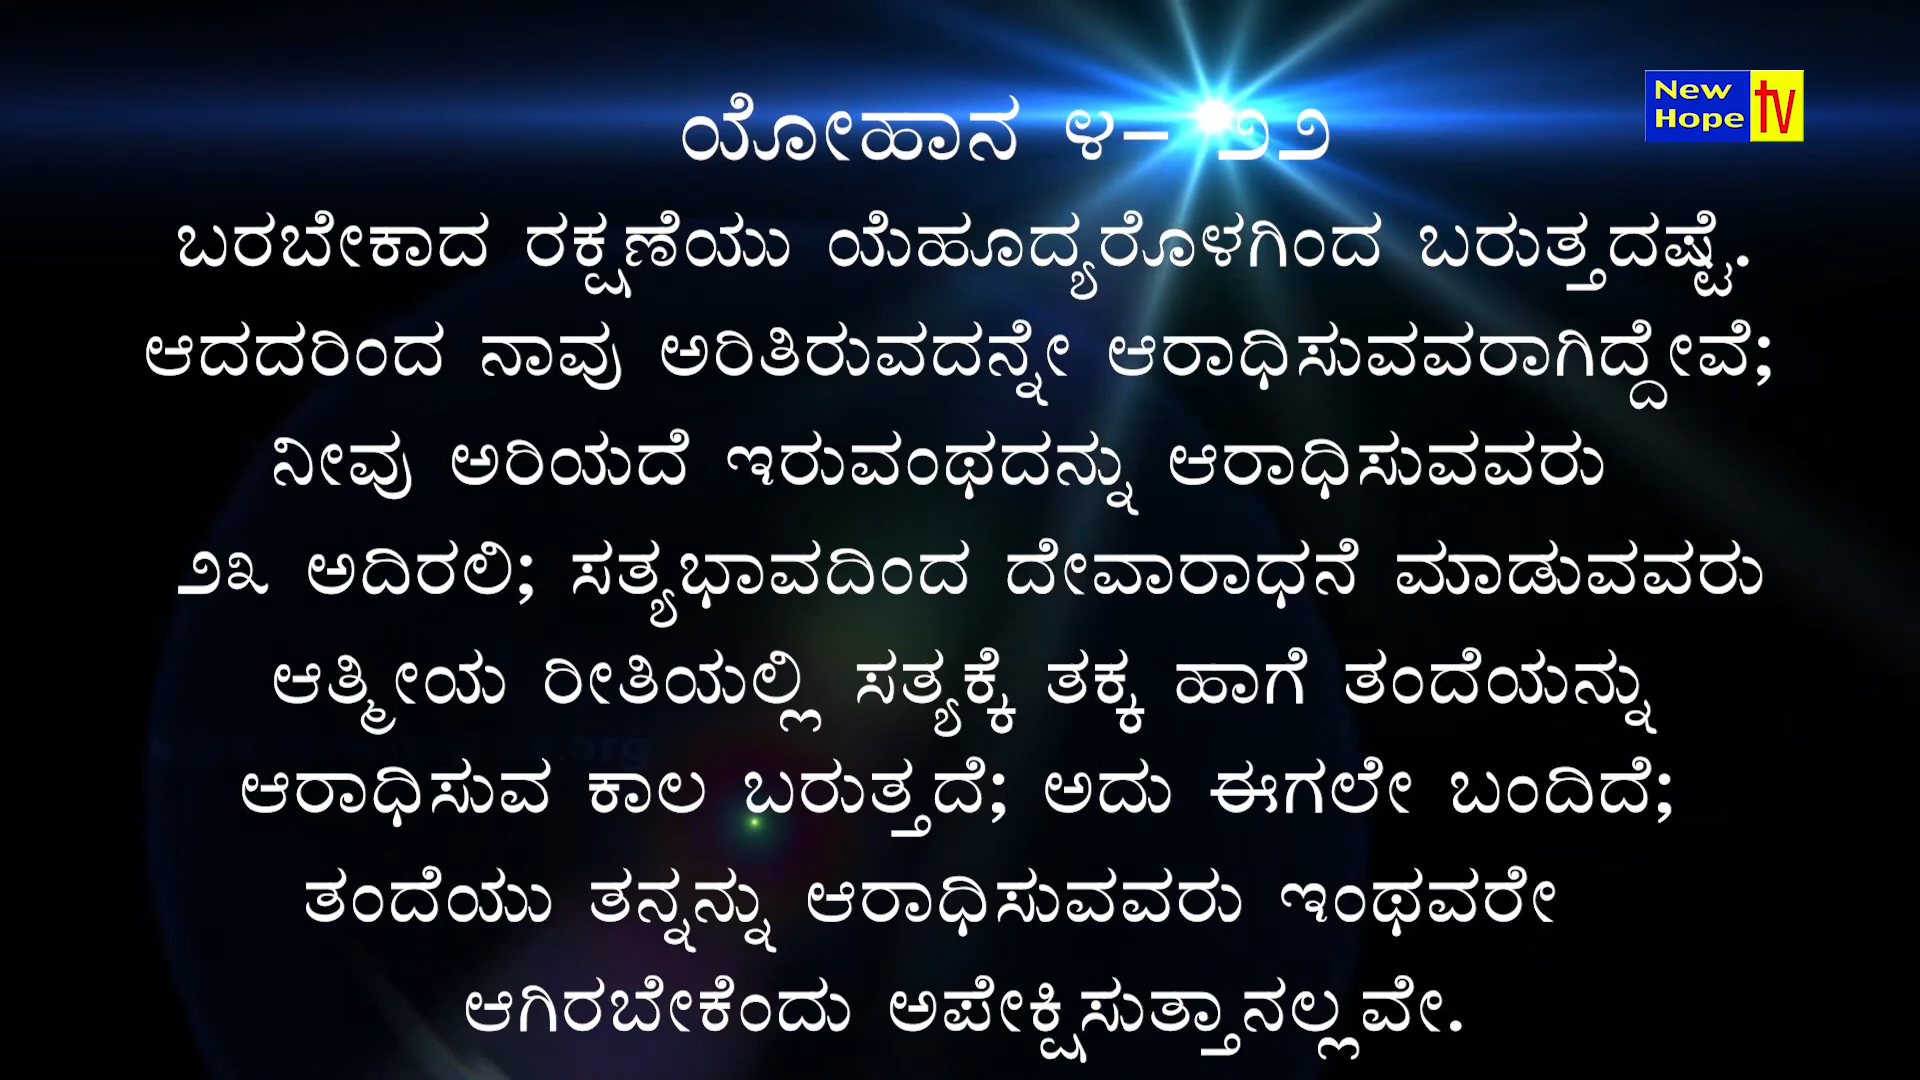 New Hope tv
ಯೋಹಾನ ೪- ೨೨
ಬರಬೇಕಾದ ರಕ್ಷಣೆಯು ಯೆಹೂದ್ಯರೊಳಗಿಂದ ಬರುತ್ತದಷ್ಟೆ.
ಆದದರಿಂದ ನಾವು ಅರಿತಿರುವದನ್ನೇ ಆರಾಧಿಸುವವರಾಗಿದ್ದೇವೆ;
ನೀವು ಅರಿಯದೆ ಇರುವಂಥದನ್ನು ಆರಾಧಿಸುವವರು
೨೩ ಅದಿರಲಿ; ಸತ್ಯಭಾವದಿಂದ ದೇವಾರಾಧನೆ ಮಾಡುವವರು
ಆತ್ಮೀಯ ರೀತಿಯಲ್ಲಿ ಸತ್ಯಕ್ಕೆ ತಕ್ಕ ಹಾಗೆ ತಂದೆಯನ್ನು
ಆರಾಧಿಸುವ ಕಾಲ ಬರುತ್ತದೆ; ಅದು ಈಗಲೇ ಬಂದಿದೆ;
ತಂದೆಯು ತನ್ನನ್ನು ಆರಾಧಿಸುವವರು ಇಂಥವರೇ
ಆಗಿರಬೇಕೆಂದು ಅಪೇಕ್ಷಿಸುತ್ತಾನಲ್ಲವೇ.